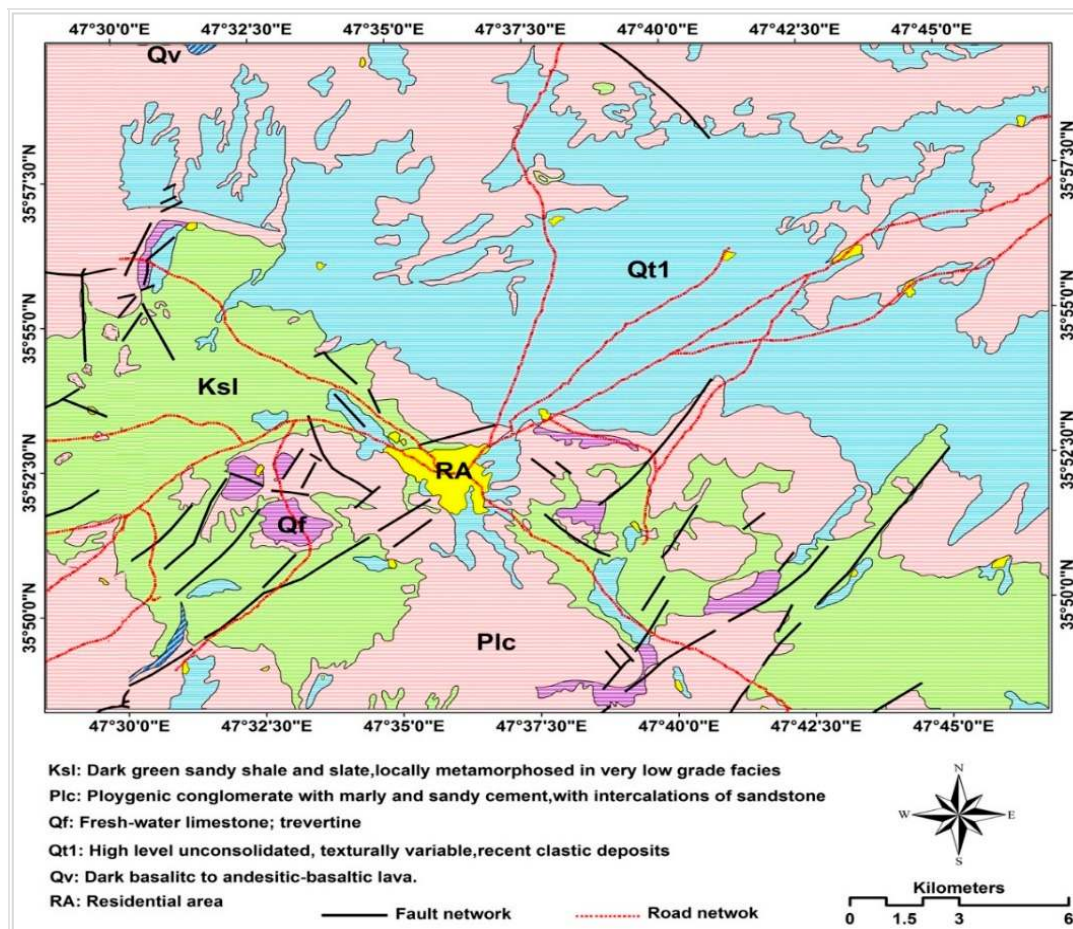 47°30'0"E 47°32'30"E 47°35'0"E 47°37'30"E 47°40'0"E 47°42'30"E 47°45'0"E
Qv
35°57'30"N 35°57'30"N
Qt1
35°55'0"N 35°55'0"N
Ksl
RA
35°52'30"N 35°52'30"N
Qf
35°50'0"N 35°50'0"N
Plc
47°30'0"E 47°32'30"E 47°35'0"E 47°37'30"E 47°40'0"E 47°42'30"E 47°45'0"E
Ksl: Dark green sandy shale and slate,locally metamorphosed in very low grade facies
Plc: Ploygenic conglomerate with marly and sandy cement,with intercalations of sandstone
Qf: Fresh-water limestone; trevertine
Qt1: High level unconsolidated, texturally variable,recent clastic deposits
Qv: Dark basalitc to andesitic-basaltic lava.
RA: Residential area
Fault network
Road netwok
N
W E
S
Kilometers
0 1.5 3 6